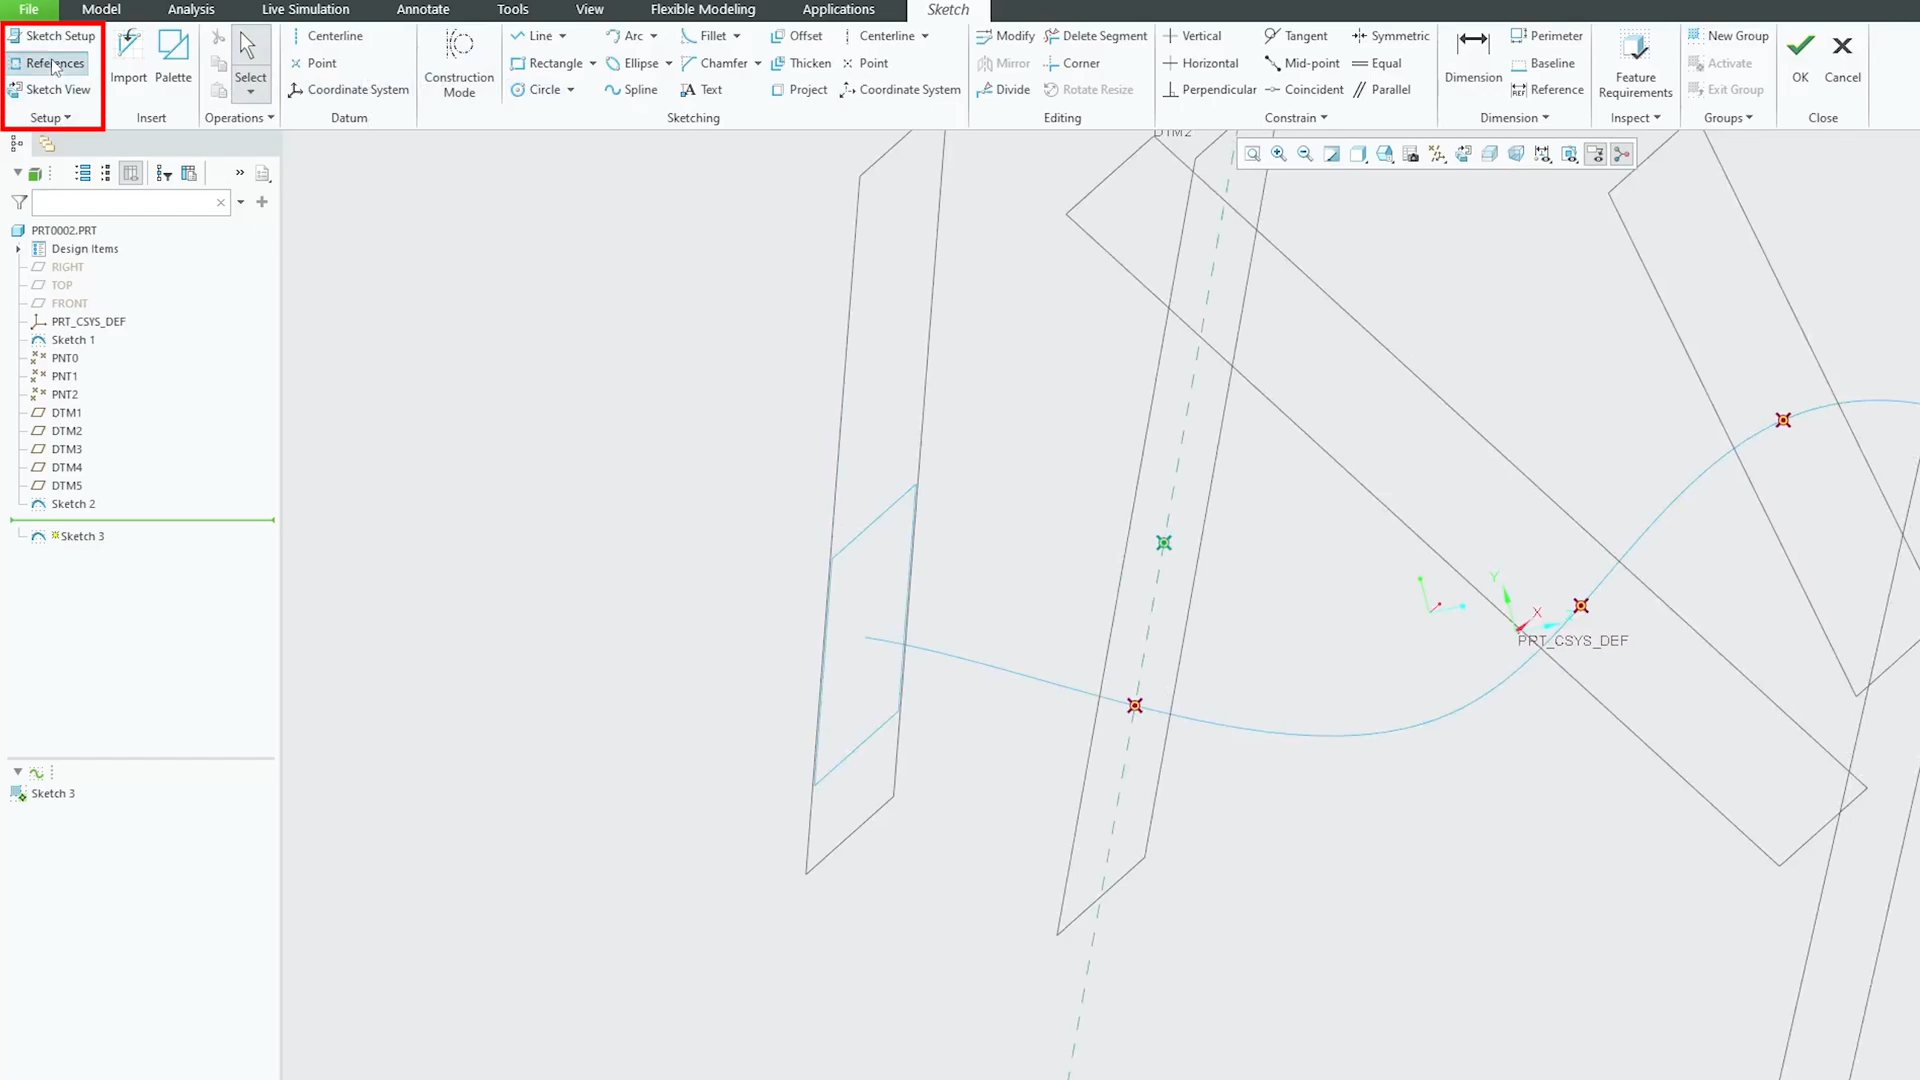 File Model Analysis Live Simulation Annotate Tools View Flexible Modeling Applications Sketch
Sketch Setup
References
Sketch View
Setup
Import Palette
Insert
Select
Operations
Centerline
Point
Coordinate System
Datum
Construction
Mode
Line Arc Fillet Offset Centerline
Rectangle Ellipse Chamfer Thicken Point
Circle Spline Text Project Coordinate System
Sketching
Modify Delete Segment
Mirror Corner
Divide Rotate Resize
Editing
Vertical Tangent Symmetric
Horizontal Mid-point Equal
Perpendicular Coincident Parallel
Constrain
Dimension
Perimeter
Baseline
Reference
Dimension
Feature
Requirements
Inspect
New Group
Activate
Exit Group
Groups
OK Cancel
Close
PRT0002.PRT
Design Items
RIGHT
TOP
FRONT
PRT_CSYS_DEF
Sketch 1
PNT0
PNT1
PNT2
DTM1
DTM2
DTM3
DTM4
DTM5
Sketch 2
Sketch 3
Sketch 3
DTM2
Y
X
PRT_CSYS_DEF